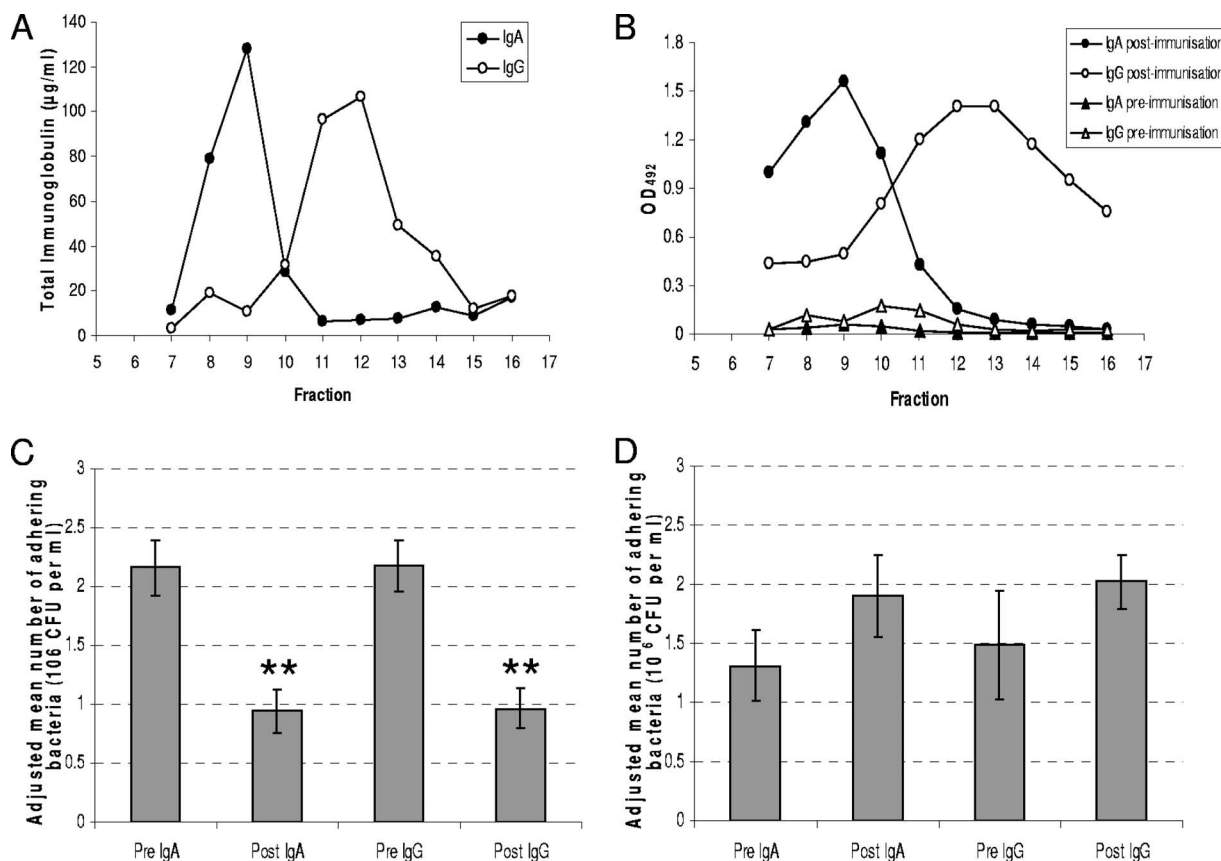 A
Total Immunoglobulin (µg/ml)
140
120
100
80
60
40
20
0
5 6 7 8 9 10 11 12 13 14 15 16 17
Fraction
IgA
IgG
B
OD492
1.8
1.5
1.2
0.9
0.6
0.3
0
5 6 7 8 9 10 11 12 13 14 15 16 17
Fraction
IgA post-immunisation
IgG post-immunisation
IgA pre-immunisation
IgG pre-immunisation
C
Adjusted mean number of adhering
bacteria (106 CFU per ml)
3
2.5
2
1.5
1
0.5
0
**
**
Pre IgA Post IgA Pre IgG Post IgG
D
Adjusted mean number of adhering
bacteria (10 6 CFU per ml)
3
2.5
2
1.5
1
0.5
0
Pre IgA Post IgA Pre IgG Post IgG